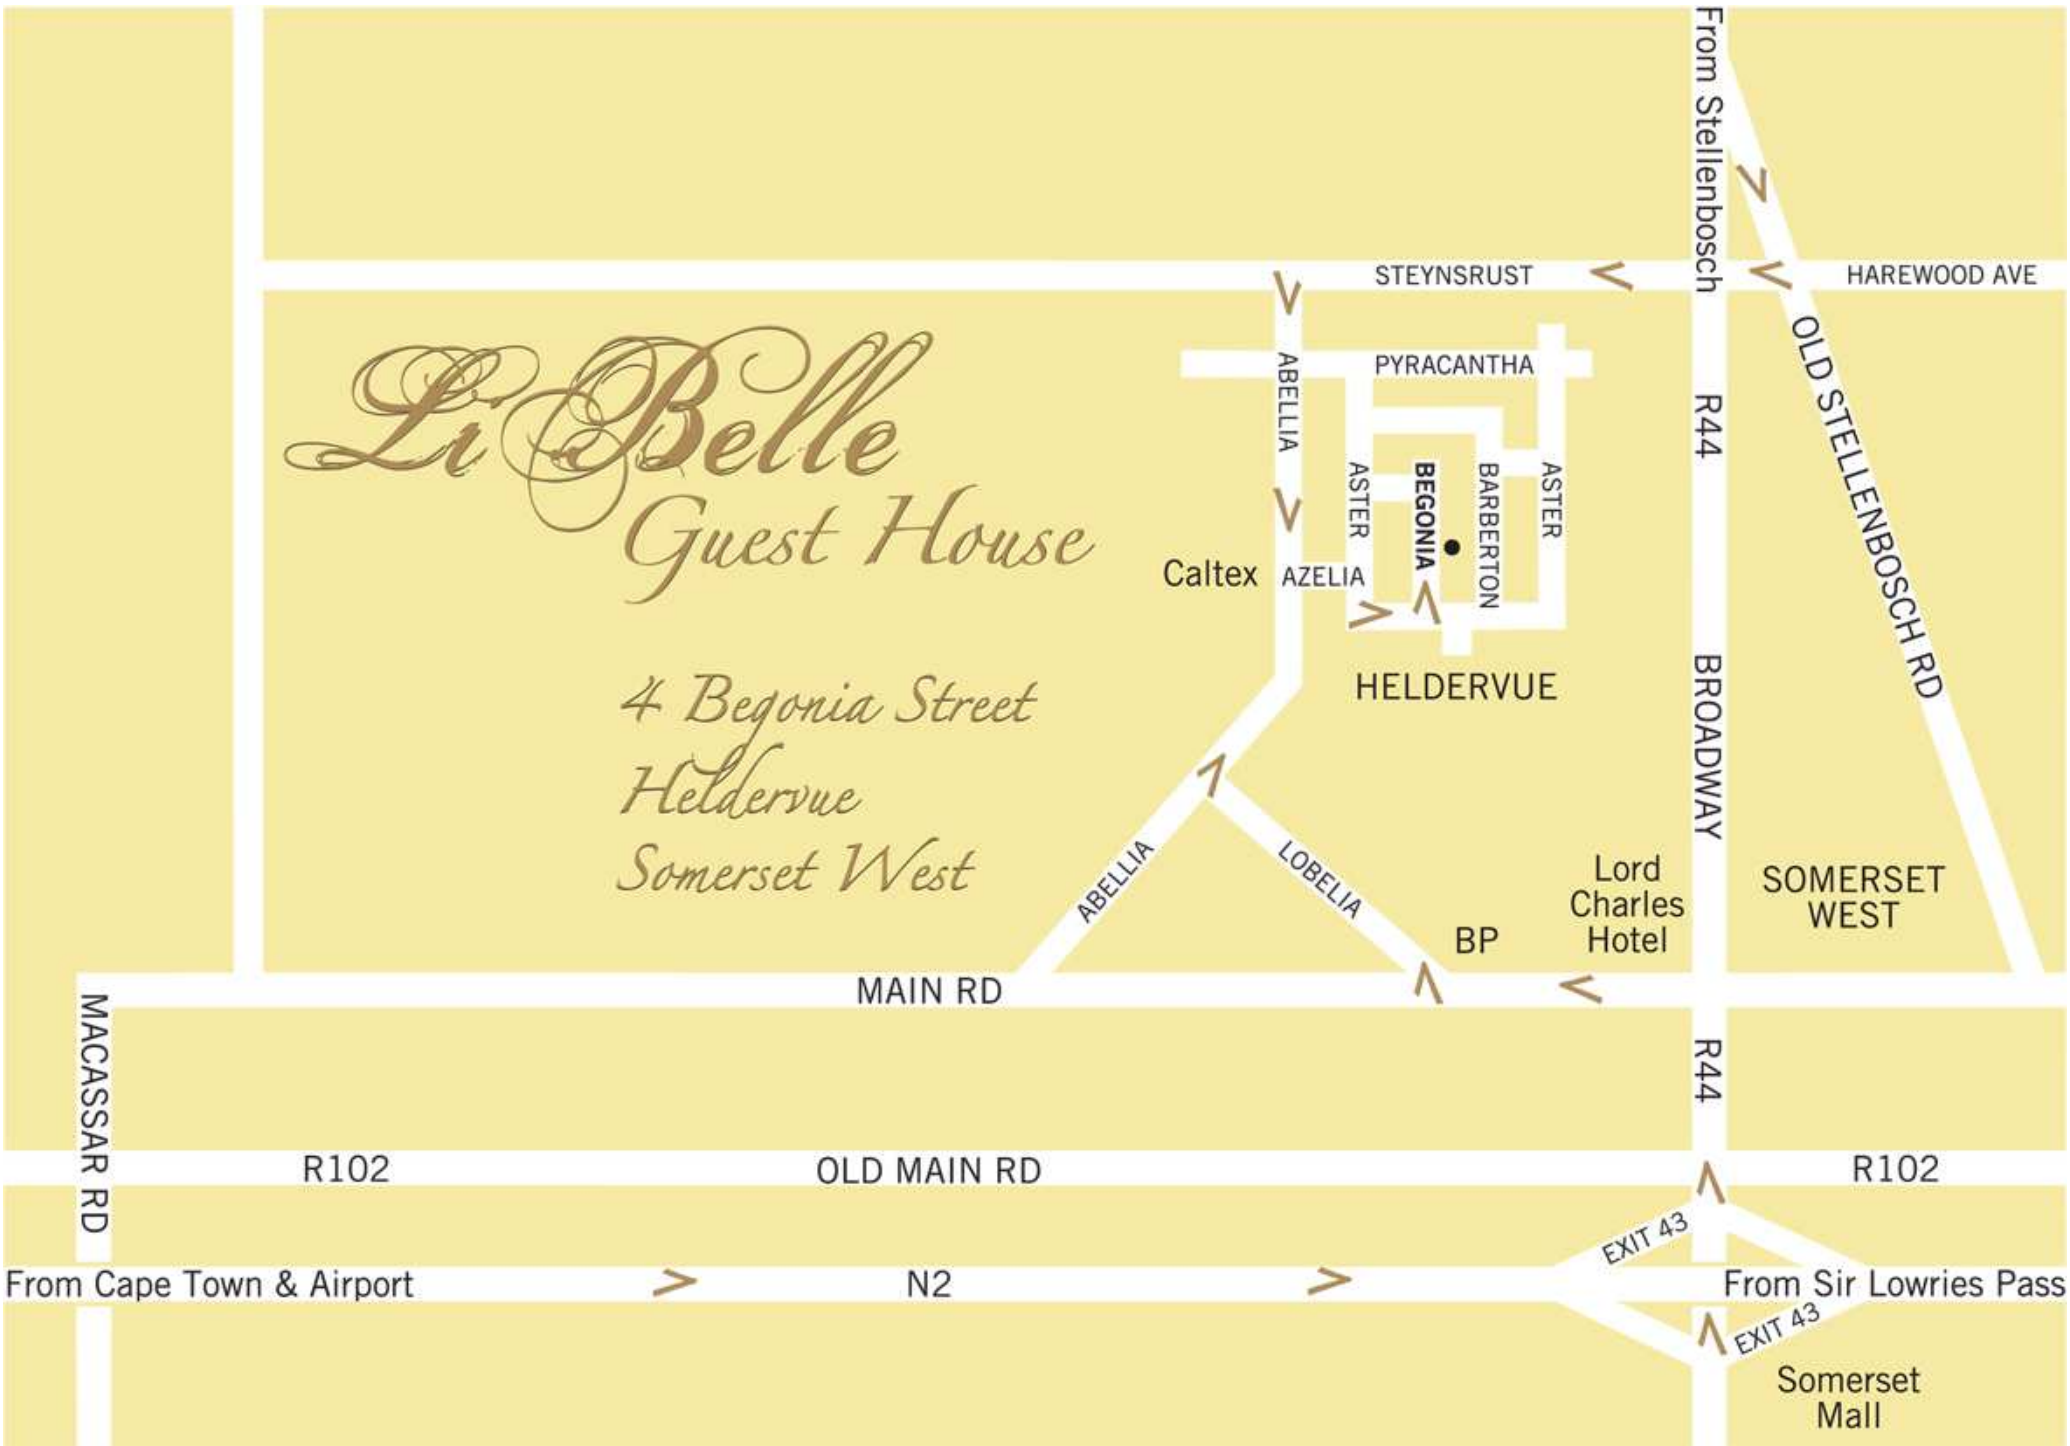 From Stellenbosch
STEYNSRUST
HAREWOOD AVE
OLD STELLENBOSCH RD
PYRACANTHA
ABELLIA
R44
Li Belle
Guest House
ASTER
BEGONIA
BARBERTON
ASTER
Caltex
AZELIA
HELDERVUE
BROADWAY
4 Begonia Street
Heldervue
Somerset West
ABELLIA
LOBELIA
BP
Lord
Charles
Hotel
SOMERSET
WEST
MAIN RD
MACASSAR RD
R44
R102
OLD MAIN RD
R102
EXIT 43
From Cape Town & Airport
N2
From Sir Lowries Pass
EXIT 43
Somerset
Mall